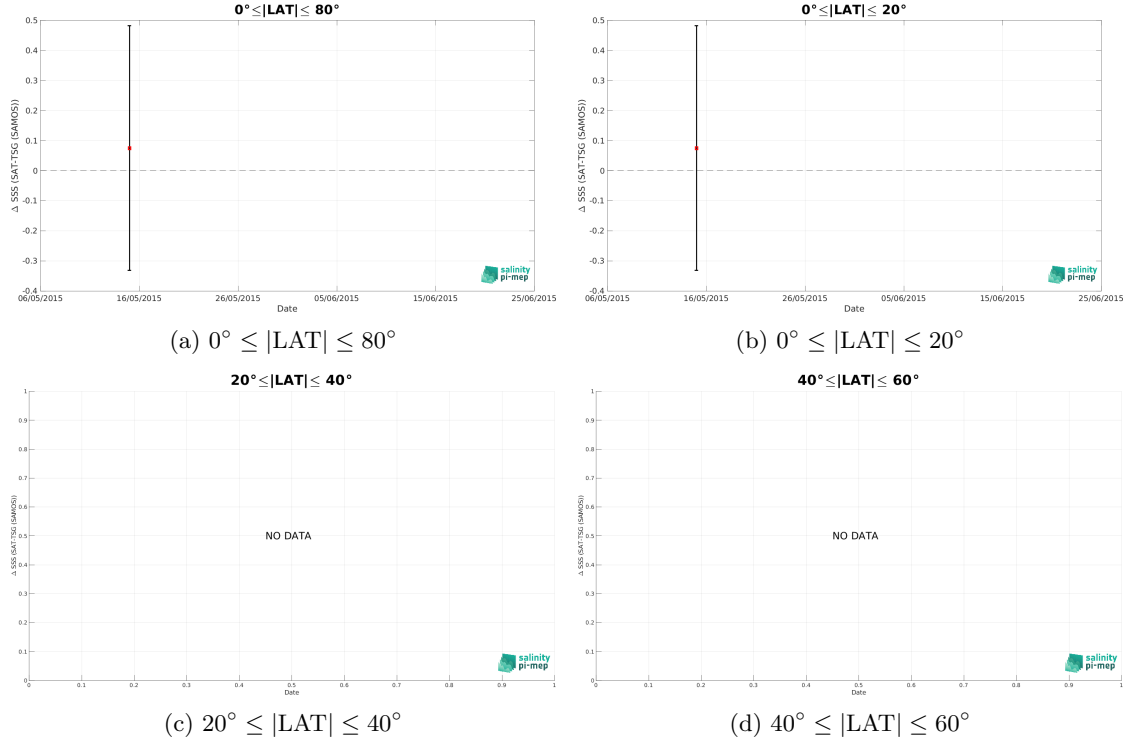 0°≤|LAT|≤ 80°
Δ SSS (SAT-TSG (SAMOS))
0.5
0.4
0.3
0.2
0.1
0
-0.1
-0.2
-0.3
-0.4
06/05/2015 16/05/2015 26/05/2015 05/06/2015 15/06/2015 25/06/2015
Date
salinity
pi-mep
(a) 0° ≤ |LAT| ≤ 80°
0°≤|LAT|≤ 20°
Δ SSS (SAT-TSG (SAMOS))
0.5
0.4
0.3
0.2
0.1
0
-0.1
-0.2
-0.3
-0.4
06/05/2015 16/05/2015 26/05/2015 05/06/2015 15/06/2015 25/06/2015
Date
salinity
pi-mep
(b) 0° ≤ |LAT| ≤ 20°
20°≤|LAT|≤ 40°
Δ SSS (SAT-TSG (SAMOS))
1
0.9
0.8
0.7
0.6
0.5
0.4
0.3
0.2
0.1
0
NO DATA
0 0.1 0.2 0.3 0.4 0.5 0.6 0.7 0.8 0.9 1
Date
salinity
pi-mep
(c) 20° ≤ |LAT| ≤ 40°
40°≤|LAT|≤ 60°
Δ SSS (SAT-TSG (SAMOS))
1
0.9
0.8
0.7
0.6
0.5
0.4
0.3
0.2
0.1
0
NO DATA
0 0.1 0.2 0.3 0.4 0.5 0.6 0.7 0.8 0.9 1
Date
salinity
pi-mep
(d) 40° ≤ |LAT| ≤ 60°